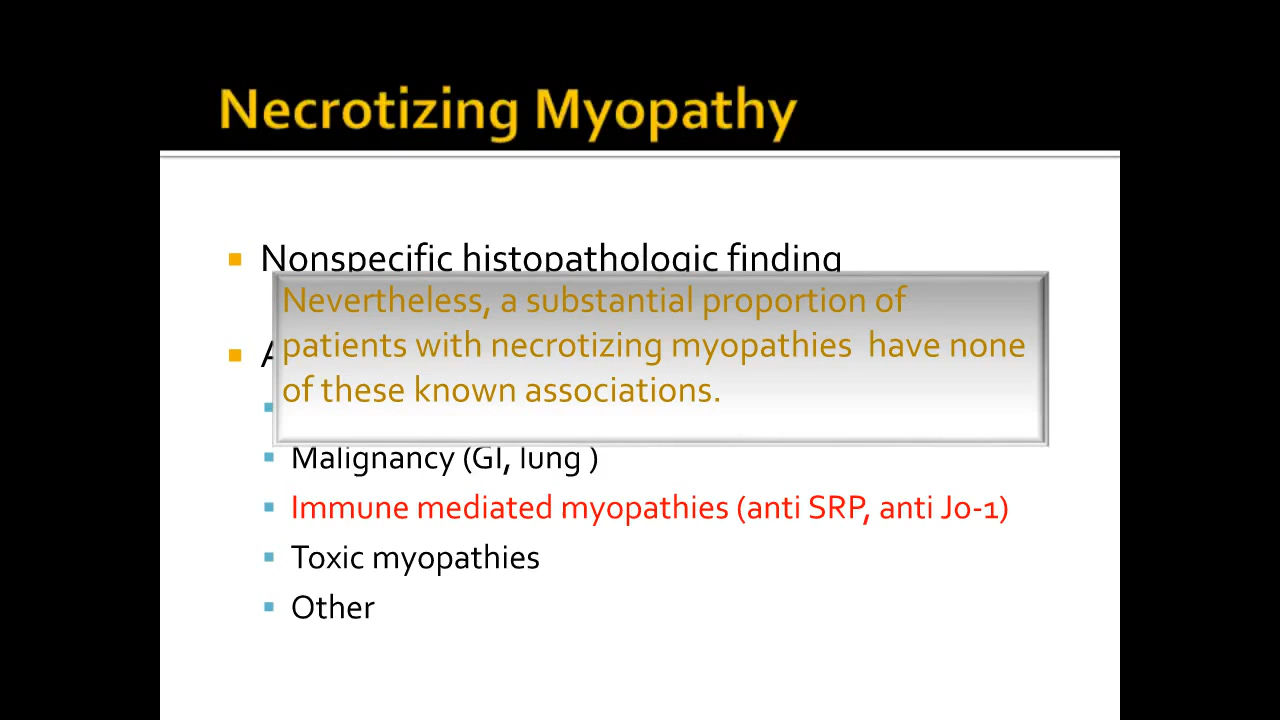 Necrotizing Myopathy
Nonspecific histopathologic finding
Nevertheless, a substantial proportion of
patients with necrotizing myopathies have none
of these known associations.
Malignancy (GI, lung )
Immune mediated myopathies (anti SRP, anti Jo-1)
Toxic myopathies
Other